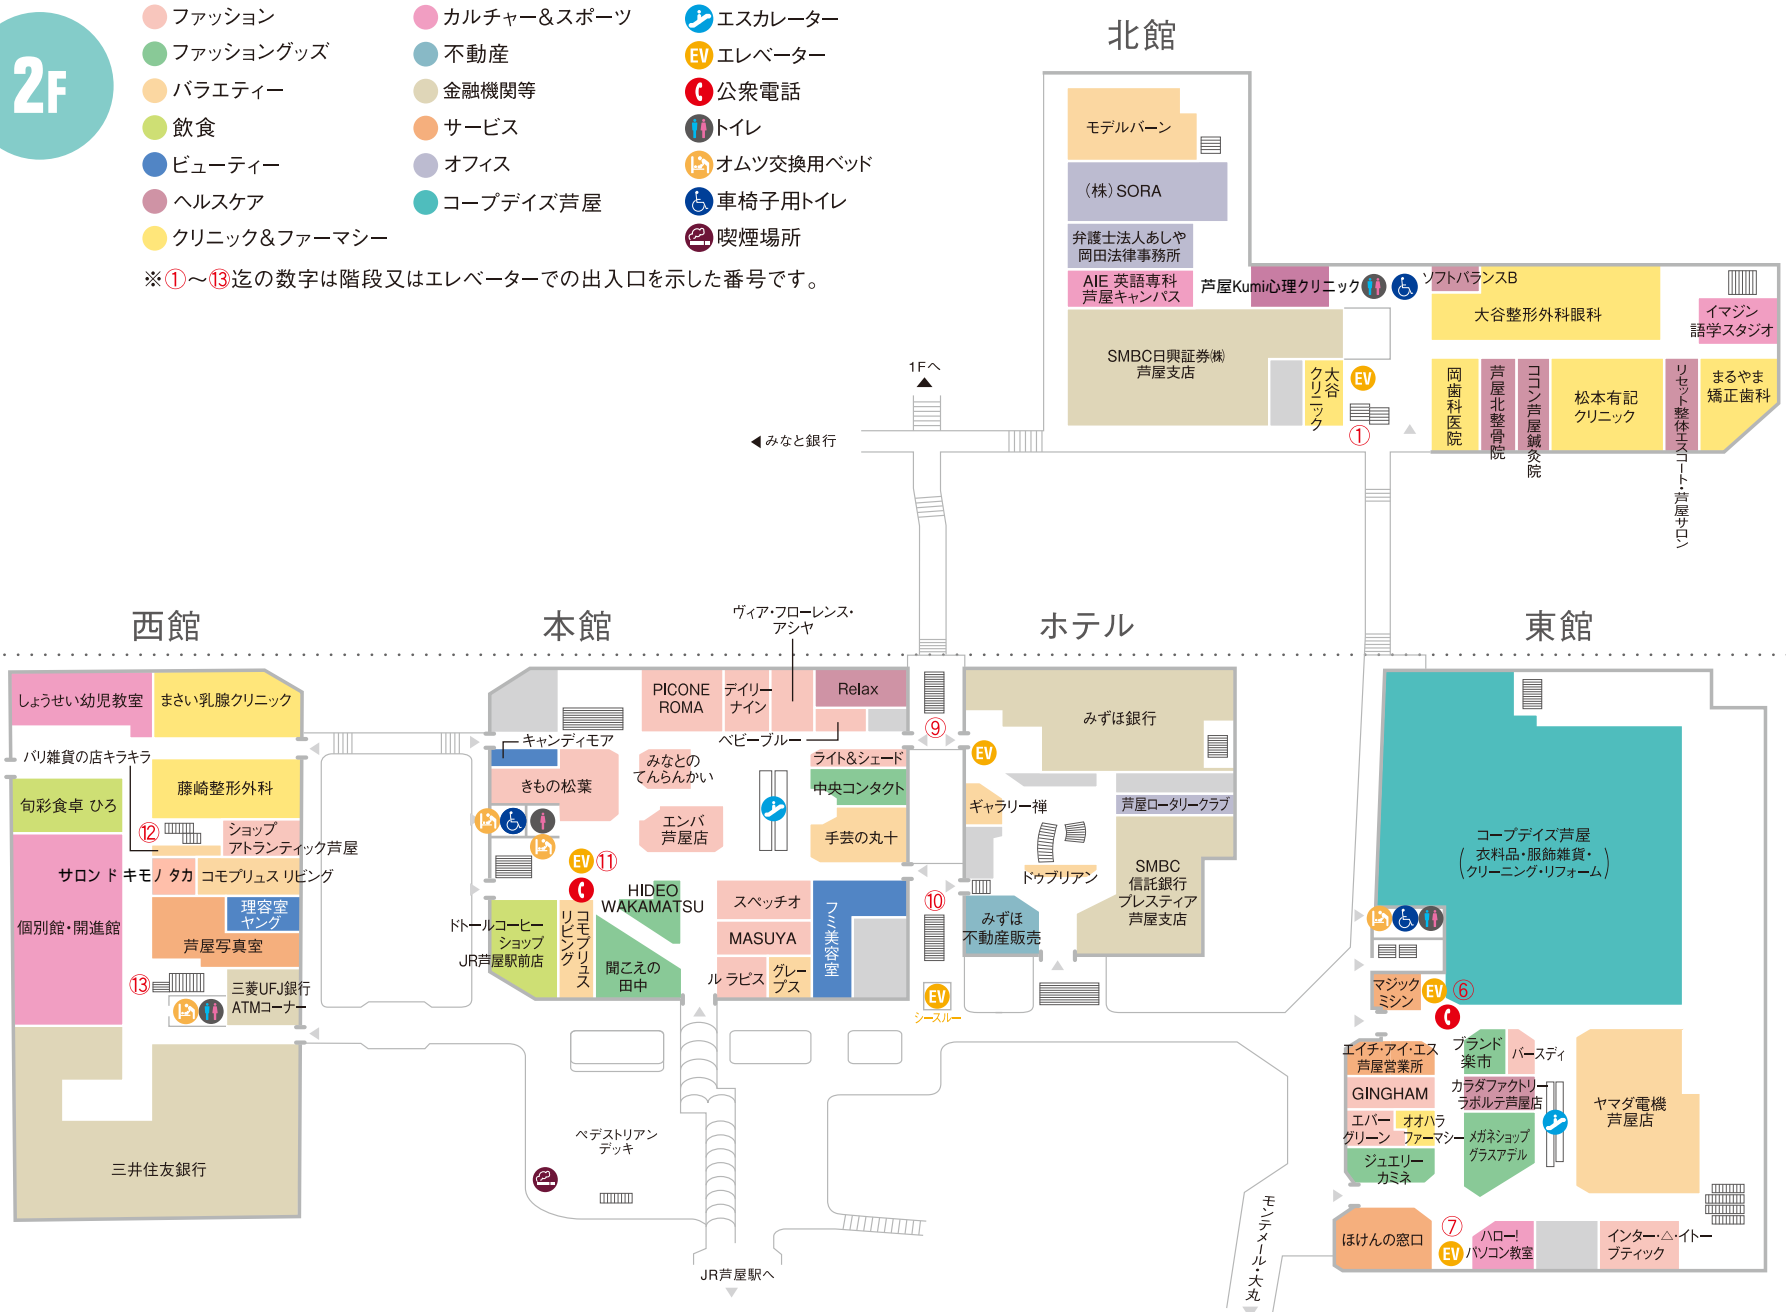 2F
ファッション
ファッショングッズ
バラエティー
飲食
ビューティー
ヘルスケア
クリニック&ファーマシー
カルチャー&スポーツ
不動産
金融機関等
サービス
オフィス
コープデイズ芦屋
エスカレーター
EV エレベーター
公衆電話
トイレ
オムツ交換用ベッド
車椅子用トイレ
喫煙場所
※①～⑬迄の数字は階段又はエレベーターでの出入口を示した番号です。
北館
モデルバーン
(株)SORA
弁護士法人あしや
岡田法律事務所
AIE 英語専科
芦屋キャンパス
芦屋Kumi心理クリニック
ソフトバランスB
大谷整形外科眼科
イマジン
語学スタジオ
SMBC日興証券㈱
芦屋支店
大谷
クリニック
EV
①
岡歯科医院
芦屋北整骨院
ココン芦屋鍼灸院
松本有記
クリニック
リセット整体エスコート・芦屋サロン
まるやま
矯正歯科
1Fへ
みなと銀行
西館
しょうせい幼児教室
まさい乳腺クリニック
バリ雑貨の店キラキラ
旬彩食卓 ひろ
藤崎整形外科
⑫
ショップ
アトランティック芦屋
サロン ド キモノ タカ
コモプリュス リビング
個別館・開進館
理容室
ヤング
芦屋写真室
⑬
三菱UFJ銀行
ATMコーナー
三井住友銀行
本館
ヴィア・フローレンス・
アシヤ
PICONE
ROMA
デイリー
ナイン
Relax
ベビーブルー
キャンディモア
きもの松葉
みなとの
てんらんかい
ライト&シェード
中央コンタクト
エンバ
芦屋店
手芸の丸十
EV
⑪
HIDEO
WAKAMATSU
ドトールコーヒー
ショップ
JR芦屋駅前店
コモプリュス
リビング
聞こえの
田中
スペッチオ
MASUYA
ル ラピス
グレー
プス
フミ美容室
⑨
⑩
EV
シースルー
ペデストリアン
デッキ
JR芦屋駅へ
ホテル
みずほ銀行
EV
ギャラリー禅
芦屋ロータリークラブ
ドゥブリアン
みずほ
不動産販売
SMBC
信託銀行
プレスティア
芦屋支店
モンテメール・大丸
東館
コープデイズ芦屋
(衣料品・服飾雑貨・
クリーニング・リフォーム)
マジック
ミシン
EV
⑥
エイチ・アイ・エス
芦屋営業所
ブランド
楽市
バースディ
GINGHAM
カラダファクトリー
ラポルテ芦屋店
エバー
グリーン
オオハラ
ファーマシー
メガネショップ
グラスアデル
ジュエリー
カミネ
ヤマダ電機
芦屋店
ほけんの窓口
⑦
EV
ハロー!
パソコン教室
インター・△・イトー
ブティック